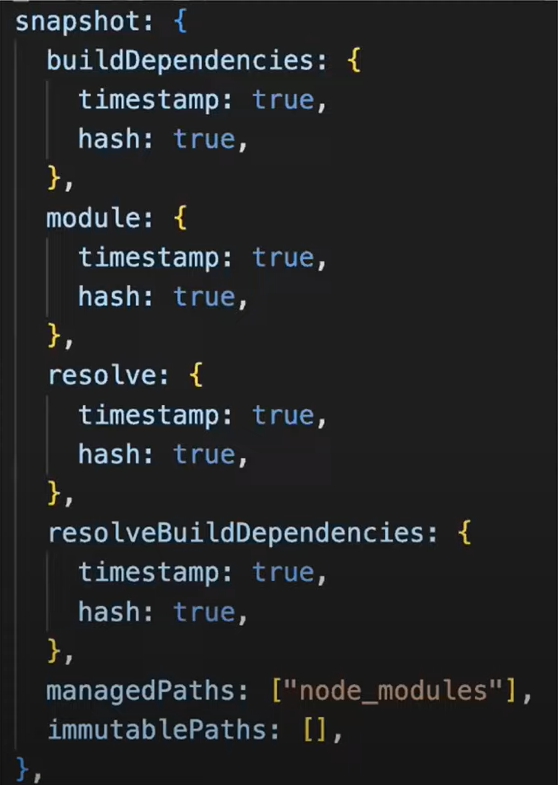 snapshot: {
  buildDependencies: {
    timestamp: true,
    hash: true,
  },
  module: {
    timestamp: true,
    hash: true,
  },
  resolve: {
    timestamp: true,
    hash: true,
  },
  resolveBuildDependencies: {
    timestamp: true,
    hash: true,
  },
  managedPaths: ["node_modules"],
  immutablePaths: [],
},